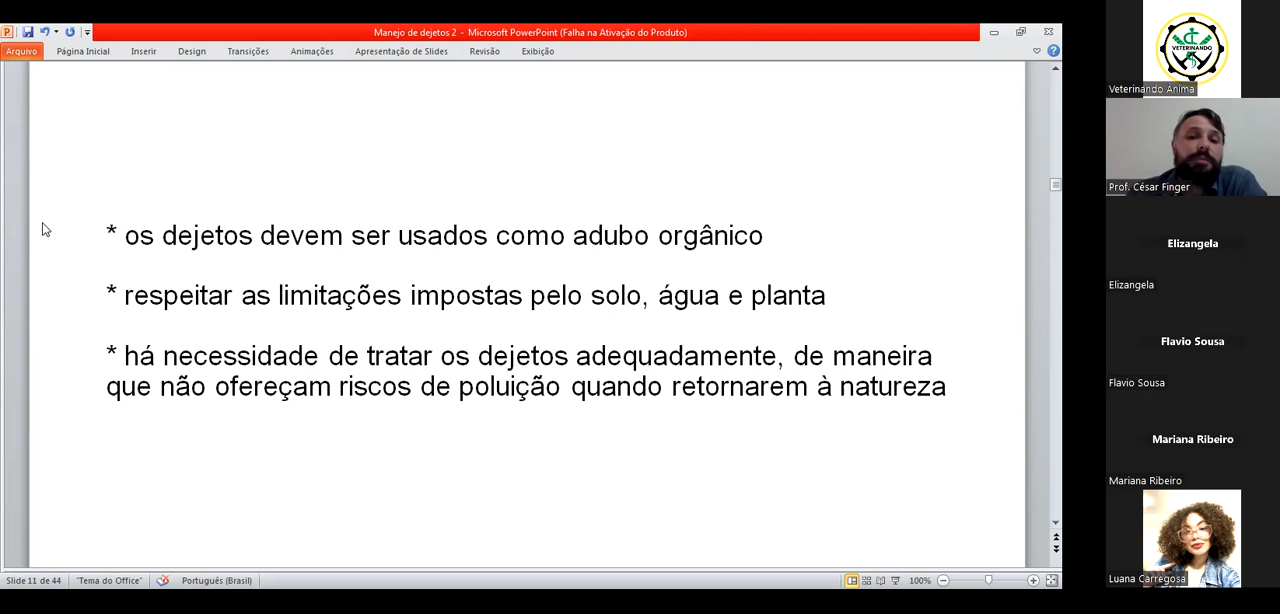 Manejo de dejetos 2 - Microsoft PowerPoint (Falha na Ativação do Produto)
Arquivo Página Inicial Inserir Design Transições Animações Apresentação de Slides Revisão Exibição
* os dejetos devem ser usados como adubo orgânico
* respeitar as limitações impostas pelo solo, água e planta
* há necessidade de tratar os dejetos adequadamente, de maneira
que não ofereçam riscos de poluição quando retornarem à natureza
Slide 11 de 44 "Tema do Office" Português (Brasil) 100%
VETERINANDO
Veterinando Ânima
Prof. César Finger
Elizangela
Elizangela
Flavio Sousa
Flavio Sousa
Mariana Ribeiro
Mariana Ribeiro
Luana Carregosa